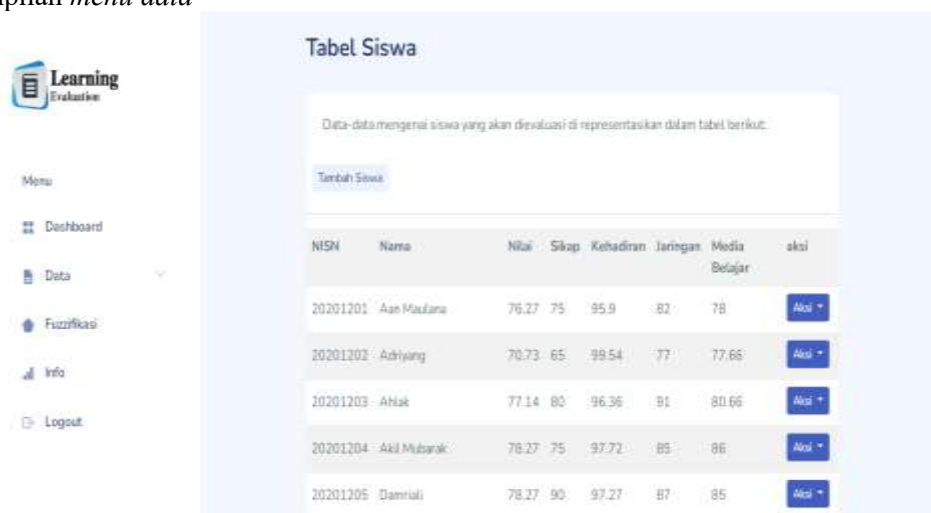 menu data
Tabel Siswa
Learning
Evaluation
Data-data mengenai siswa yang akan dievaluasi di representasikan dalam tabel berikut:
Menu
Tambah Siswa
Dashboard
NISN Nama Nilai Sikap Kehadiran Jaringan Media Belajar aksi
Data
20201201 Aan Maulana 76.27 75 95.9 82 78 Aksi
Fuzzifikasi
20201202 Adriyang 70.73 65 99.54 77 77.66 Aksi
Info
20201203 Ahlak 77.14 80 96.36 91 80.66 Aksi
Logout
20201204 Akil Mubarak 78.27 75 97.72 85 86 Aksi
20201205 Damriali 78.27 90 97.27 87 85 Aksi